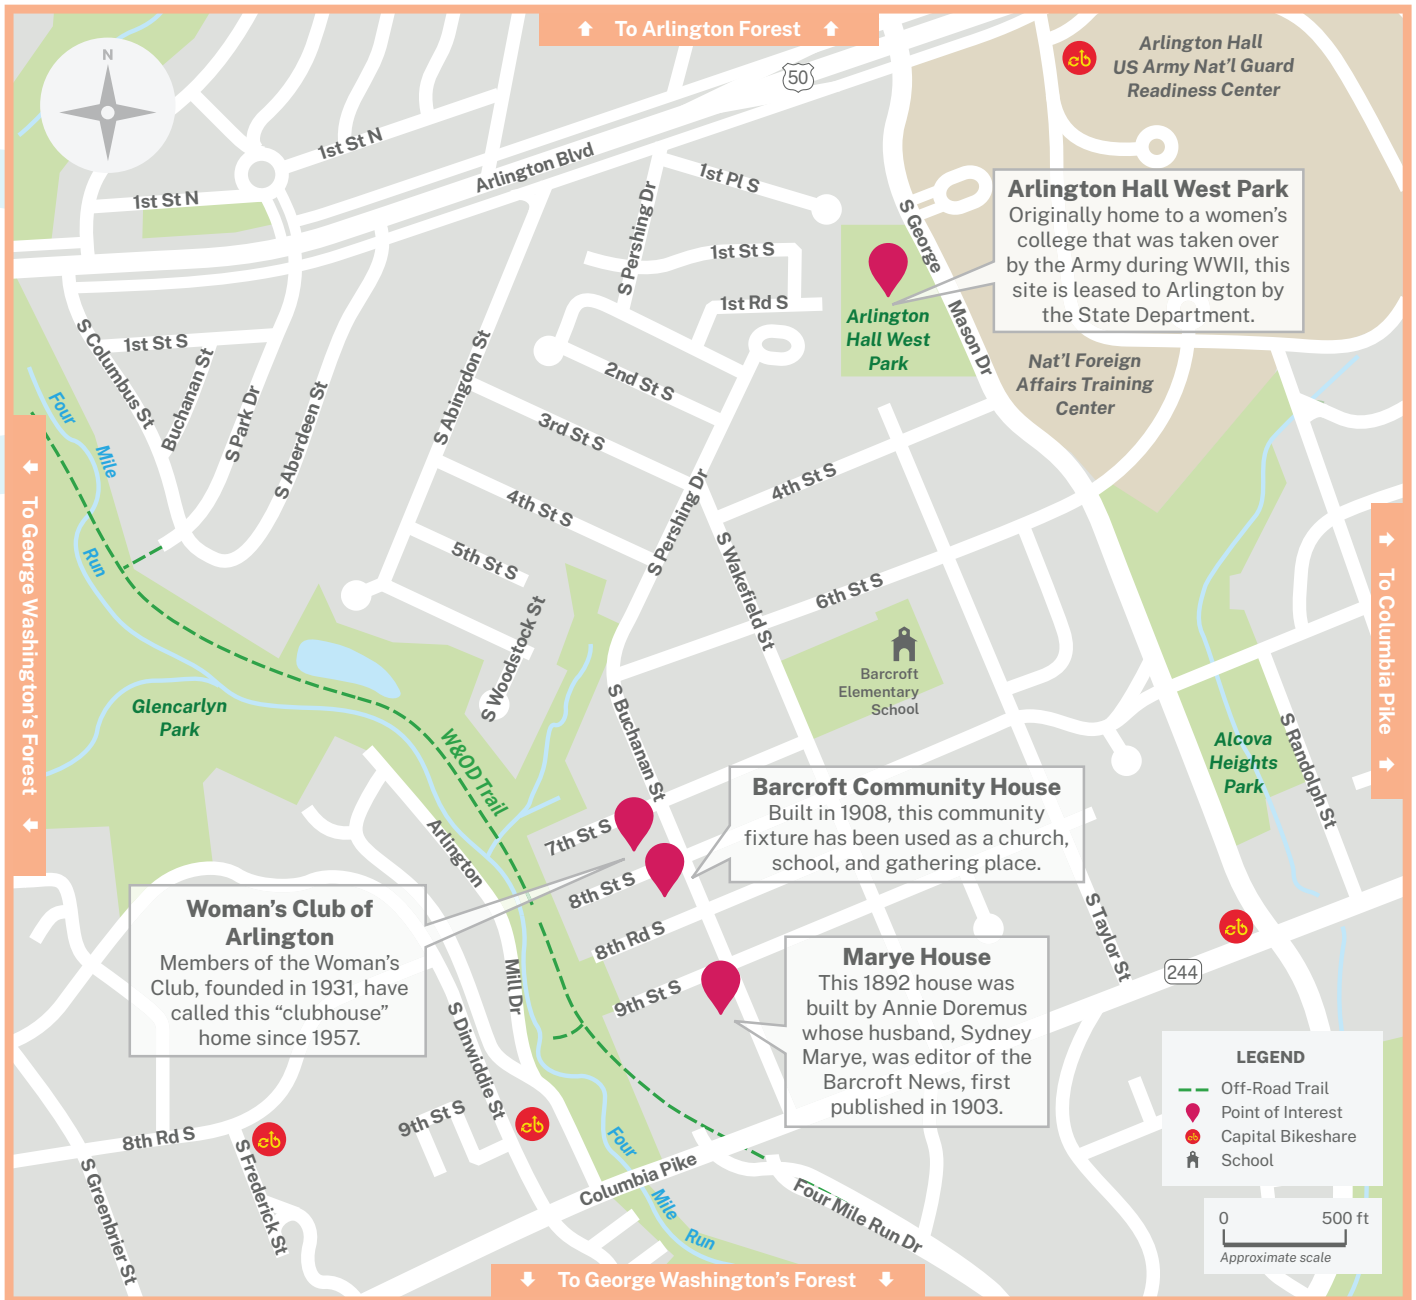 To Arlington Forest
N
50
Arlington Hall
US Army Nat'l Guard
Readiness Center
1st St N
1st St N
Arlington Blvd
1st Pl S
S Pershing Dr
1st St S
1st Rd S
S George
Mason Dr
Arlington Hall West Park
Originally home to a women's
college that was taken over
by the Army during WWII, this
site is leased to Arlington by
the State Department.
Arlington
Hall West
Park
Nat'l Foreign
Affairs Training
Center
S Columbus St
1st St S
Buchanan St
S Park Dr
S Aberdeen St
S Abingdon St
2nd St S
3rd St S
4th St S
4th St S
5th St S
S Pershing Dr
S Wakefield St
6th St S
Four
Mile
Run
To George Washington's Forest
To Columbia Pike
S Woodstock St
Barcroft
Elementary
School
Glencarlyn
Park
W&OD Trail
S Buchanan St
Alcova
Heights
Park
S Randolph St
Barcroft Community House
Built in 1908, this community
fixture has been used as a church,
school, and gathering place.
Arlington
Mill Dr
7th St S
8th St S
8th Rd S
9th St S
Woman's Club of
Arlington
Members of the Woman's
Club, founded in 1931, have
called this “clubhouse”
home since 1957.
Marye House
This 1892 house was
built by Annie Doremus
whose husband, Sydney
Marye, was editor of the
Barcroft News, first
published in 1903.
S Taylor St
244
S Dinwiddie St
9th St S
8th Rd S
S Frederick St
S Greenbrier St
Four
Mile
Run
Columbia Pike
Four Mile Run Dr
LEGEND
Off-Road Trail
Point of Interest
Capital Bikeshare
School
0 500 ft
Approximate scale
To George Washington's Forest